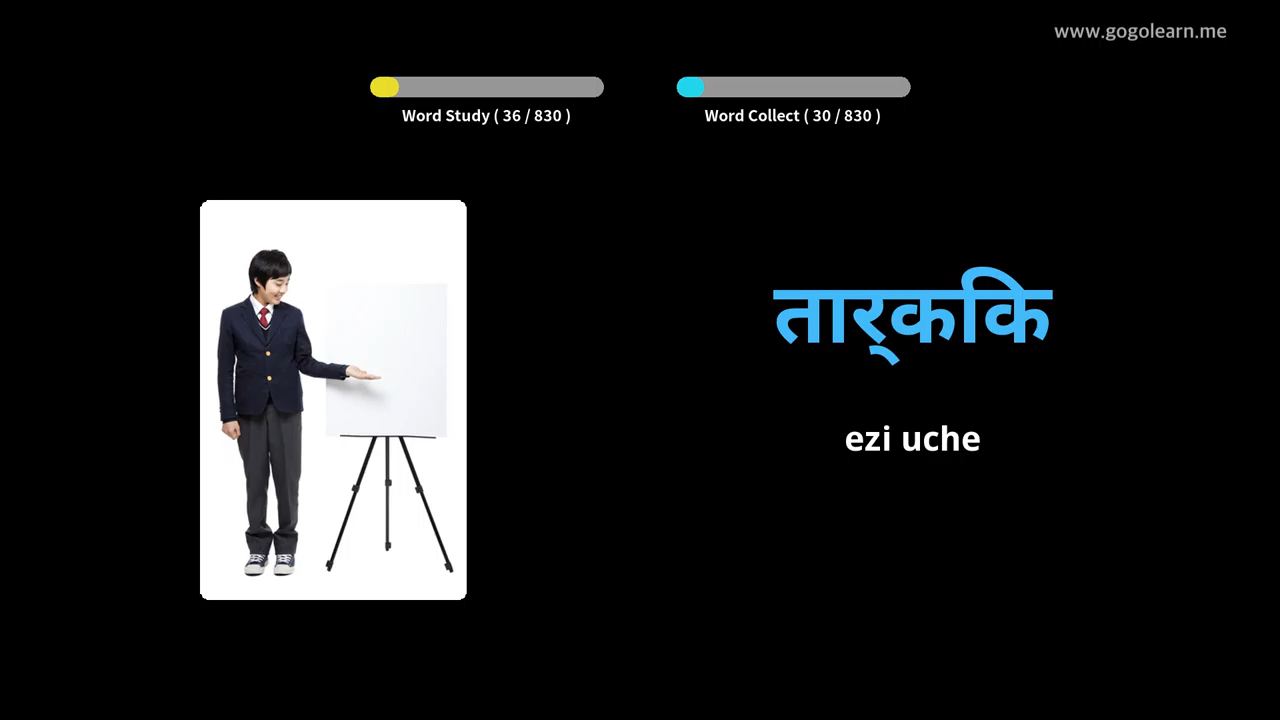 www.gogolearn.me
Word Study ( 36 / 830 )
Word Collect ( 30 / 830 )
तार्‌ककि
ezi uche